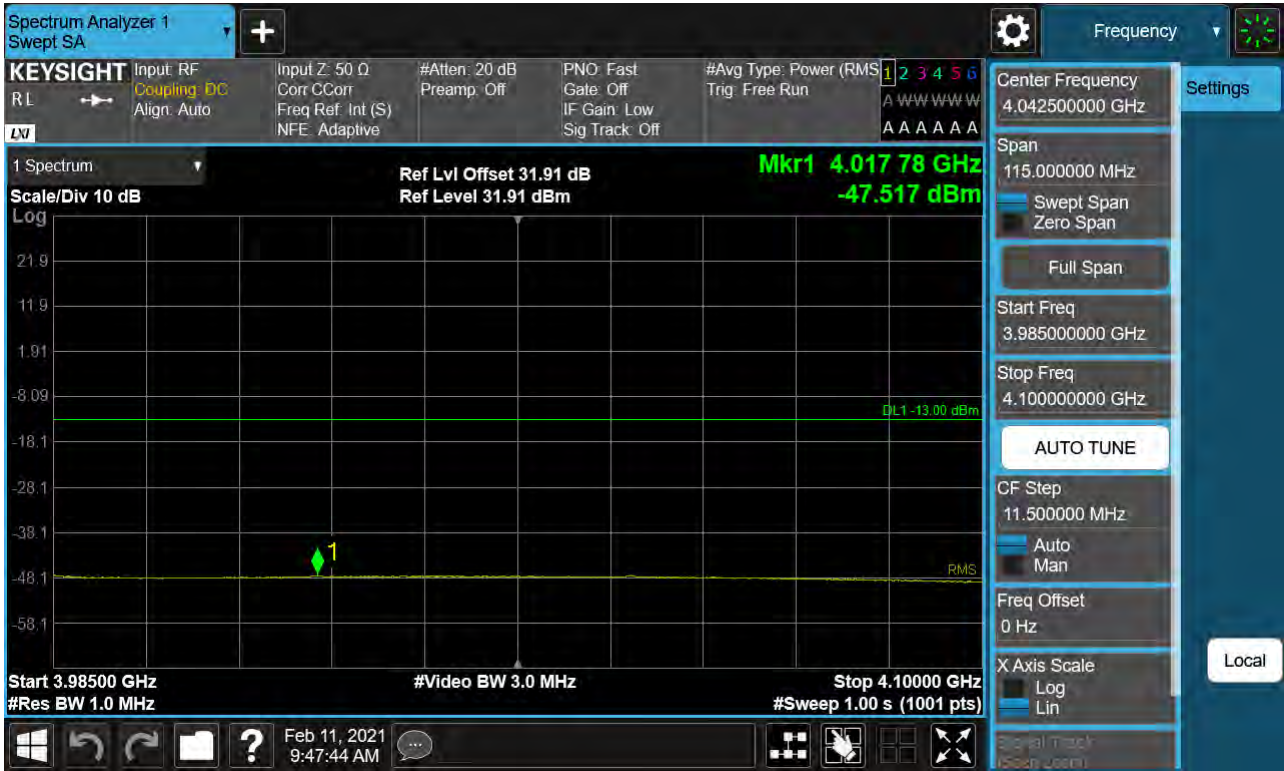 Spectrum Analyzer 1
Swept SA
+
Frequency
KEYSIGHT
RL
LXI
Input: RF
Coupling: DC
Align: Auto
Input Z: 50 Ω
Corr CCorr
Freq Ref: Int (S)
NFE: Adaptive
#Atten: 20 dB
Preamp: Off
PNO: Fast
Gate: Off
IF Gain: Low
Sig Track: Off
#Avg Type: Power (RMS
Trig: Free Run
1 2 3 4 5 6
A W W W W W
A A A A A A
1 Spectrum
Scale/Div 10 dB
Log
Ref Lvl Offset 31.91 dB
Ref Level 31.91 dBm
Mkr1 4.017 78 GHz
-47.517 dBm
21.9
11.9
1.91
-8.09
DL1 -13.00 dBm
-18.1
-28.1
-38.1
1
-48.1
RMS
-58.1
Start 3.98500 GHz
#Video BW 3.0 MHz
Stop 4.10000 GHz
#Res BW 1.0 MHz
#Sweep 1.00 s (1001 pts)
Center Frequency
4.042500000 GHz
Settings
Span
115.000000 MHz
Swept Span
Zero Span
Full Span
Start Freq
3.985000000 GHz
Stop Freq
4.100000000 GHz
AUTO TUNE
CF Step
11.500000 MHz
Auto
Man
Freq Offset
0 Hz
X Axis Scale
Log
Lin
Signal Track
(Span Zoom)
Local
?
Feb 11, 2021
9:47:44 AM